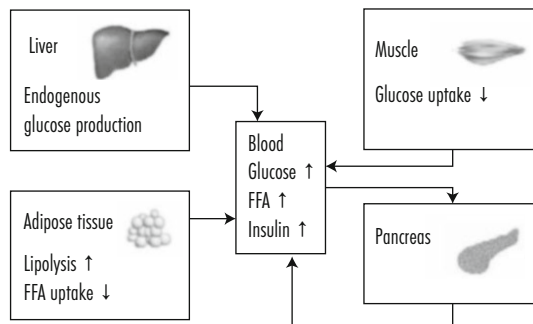 Liver
Endogenous
glucose production
Muscle
Glucose uptake ↓
Blood
Glucose ↑
FFA ↑
Insulin ↑
Adipose tissue
Lipolysis ↑
FFA uptake ↓
Pancreas